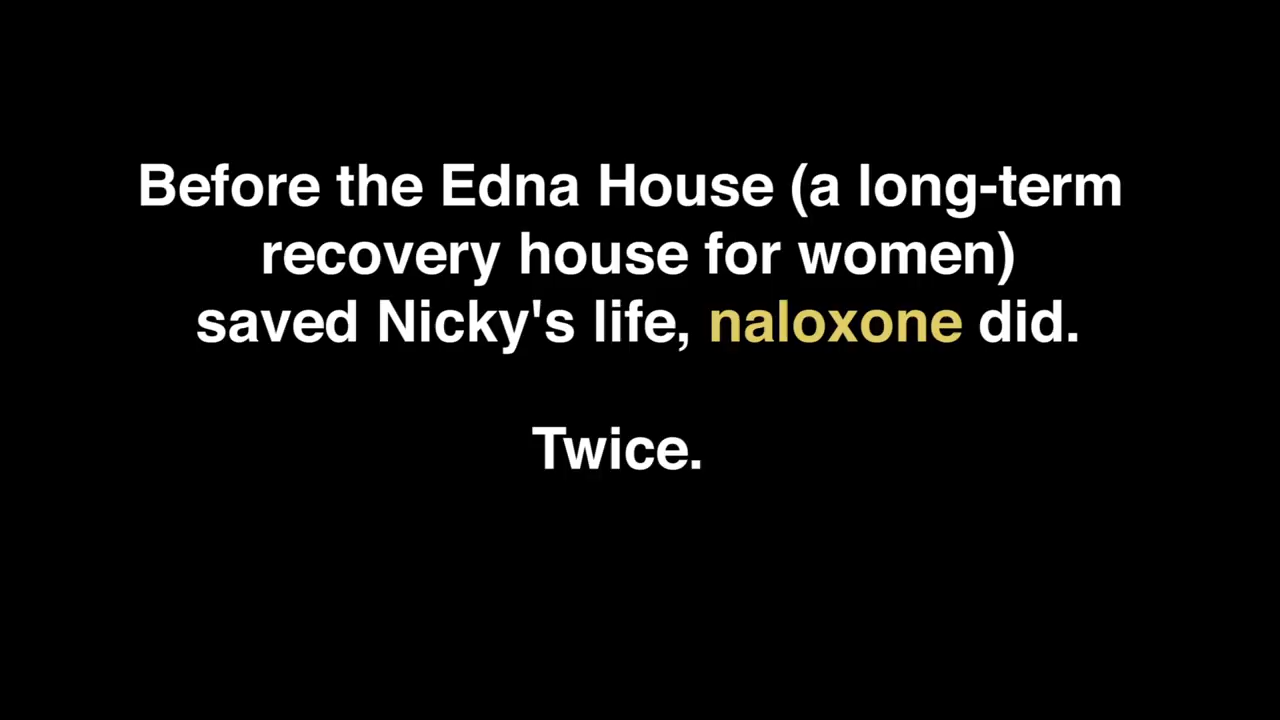 Before the Edna House (a long-term
recovery house for women)
saved Nicky's life, naloxone did.
Twice.